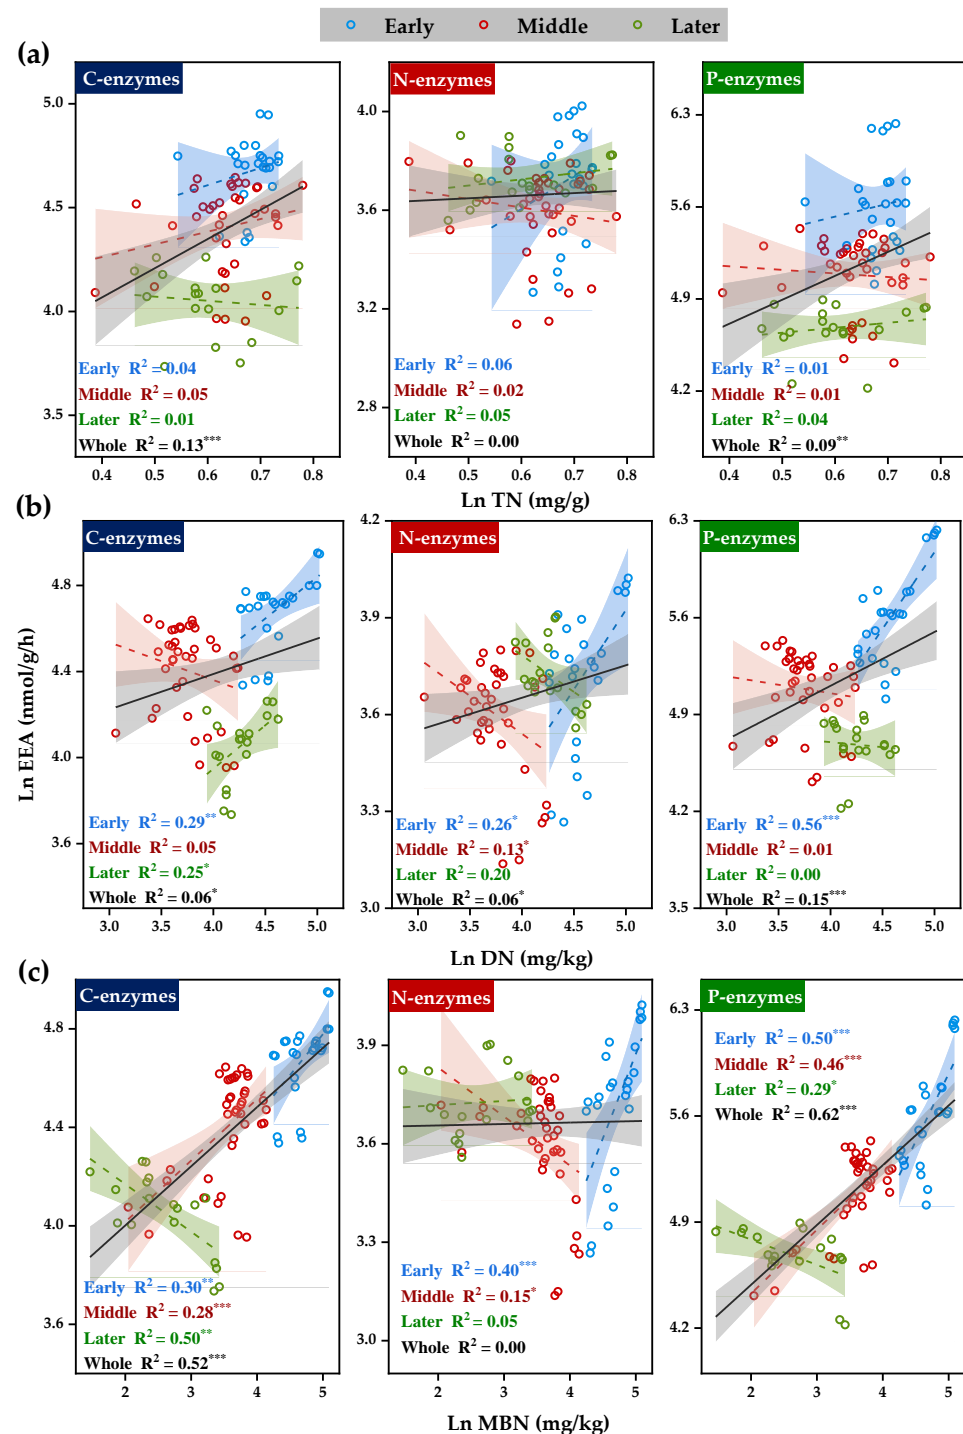 Early Middle Later
(a)
C-enzymes N-enzymes P-enzymes
5.0 4.5 4.0 3.5
Early R² = 0.04
Middle R² = 0.05
Later R² = 0.01
Whole R² = 0.13***
0.4 0.5 0.6 0.7 0.8
4.0 3.6 3.2 2.8
Early R² = 0.06
Middle R² = 0.02
Later R² = 0.05
Whole R² = 0.00
0.4 0.5 0.6 0.7 0.8
6.3 5.6 4.9 4.2
Early R² = 0.01
Middle R² = 0.01
Later R² = 0.04
Whole R² = 0.09**
0.4 0.5 0.6 0.7 0.8
Ln TN (mg/g)
(b)
Ln EEA (nmol/g/h)
C-enzymes N-enzymes P-enzymes
4.8 4.4 4.0 3.6
Early R² = 0.29**
Middle R² = 0.05
Later R² = 0.25*
Whole R² = 0.06*
3.0 3.5 4.0 4.5 5.0
4.2 3.9 3.6 3.3 3.0
Early R² = 0.26*
Middle R² = 0.13*
Later R² = 0.20
Whole R² = 0.06*
3.0 3.5 4.0 4.5 5.0
6.3 5.6 4.9 4.2 3.5
Early R² = 0.56***
Middle R² = 0.01
Later R² = 0.00
Whole R² = 0.15***
3.0 3.5 4.0 4.5 5.0
Ln DN (mg/kg)
(c)
C-enzymes N-enzymes P-enzymes
4.8 4.4 4.0 3.6
Early R² = 0.30**
Middle R² = 0.28***
Later R² = 0.50**
Whole R² = 0.52***
2 3 4 5
3.9 3.6 3.3 3.0
Early R² = 0.40***
Middle R² = 0.15*
Later R² = 0.05
Whole R² = 0.00
2 3 4 5
6.3 5.6 4.9 4.2
Early R² = 0.50***
Middle R² = 0.46***
Later R² = 0.29*
Whole R² = 0.62***
2 3 4 5
Ln MBN (mg/kg)